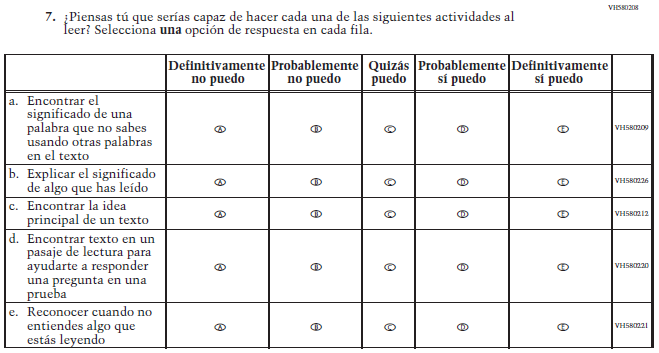 VH580208
7. ¿Piensas tú que serías capaz de hacer cada una de las siguientes actividades al
leer? Selecciona una opción de respuesta en cada fila.
Definitivamente no puedo Probablemente no puedo Quizás puedo Probablemente sí puedo Definitivamente sí puedo
a. Encontrar el
significado de una
palabra que no sabes
usando otras palabras
en el texto
A B C D E VH580209
b. Explicar el significado
de algo que has leído
A B C D E VH580226
c. Encontrar la idea
principal de un texto
A B C D E VH580212
d. Encontrar texto en un
pasaje de lectura para
ayudarte a responder
una pregunta en una
prueba
A B C D E VH580220
e. Reconocer cuando no
entiendes algo que
estás leyendo
A B C D E VH580221